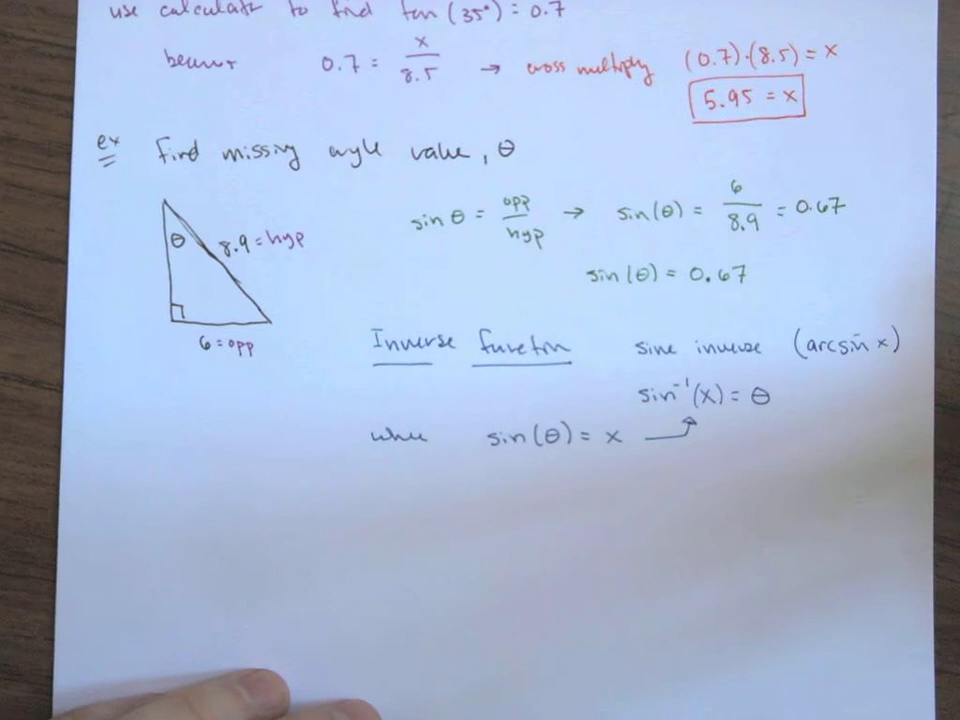 use calculator to find tan(35°) = 0.7
becomes 0.7 = x/8.5 → cross multiply (0.7)·(8.5) = x
5.95 = x
ex find missing angle value, θ
sin θ = opp/hyp → sin(θ) = 6/8.9 = 0.67
θ 8.9 = hyp
sin(θ) = 0.67
6 = opp
Inverse function sine inverse (arcsin x)
sin⁻¹(x) = θ
where sin(θ) = x